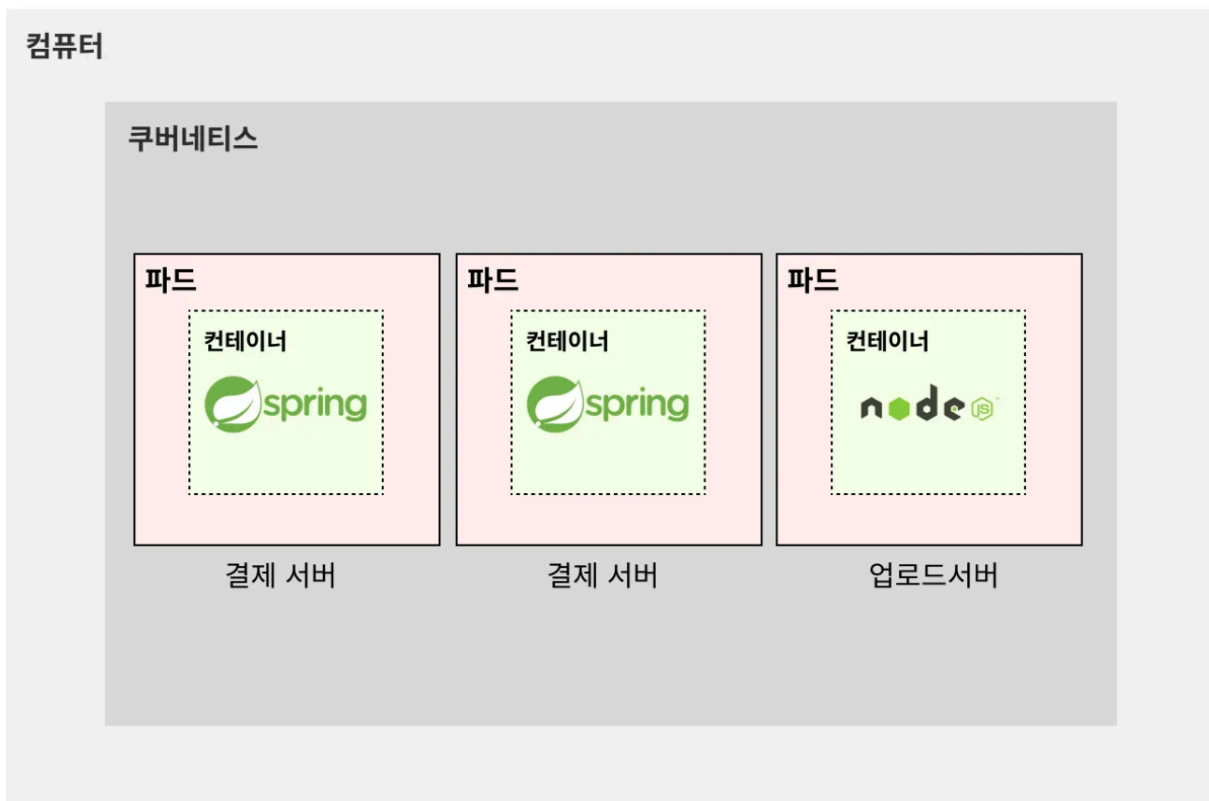 컴퓨터
쿠버네티스
파드
컨테이너
spring
파드
컨테이너
spring
파드
컨테이너
node JS
결제 서버
결제 서버
업로드서버